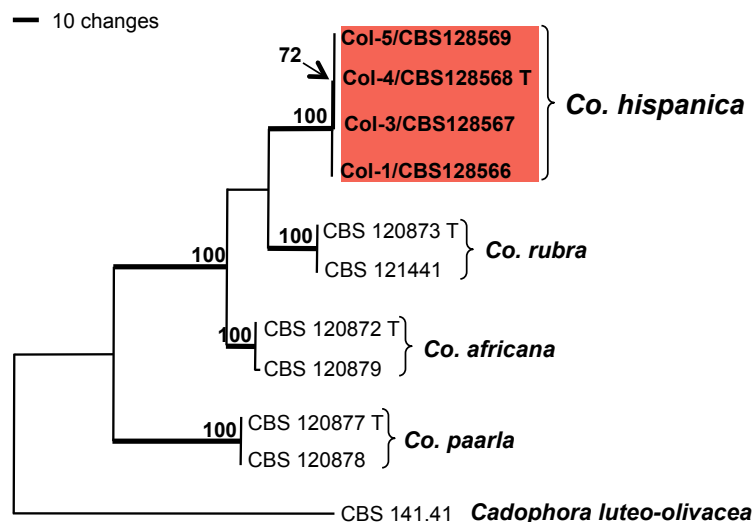 10 changes
Col-5/CBS128569
72
Col-4/CBS128568 T
Co. hispanica
100
Col-3/CBS128567
Col-1/CBS128566
CBS 120873 T
100
Co. rubra
CBS 121441
100
CBS 120872 T
100
Co. africana
CBS 120879
CBS 120877 T
100
Co. paarla
CBS 120878
CBS 141.41 Cadophora luteo-olivacea